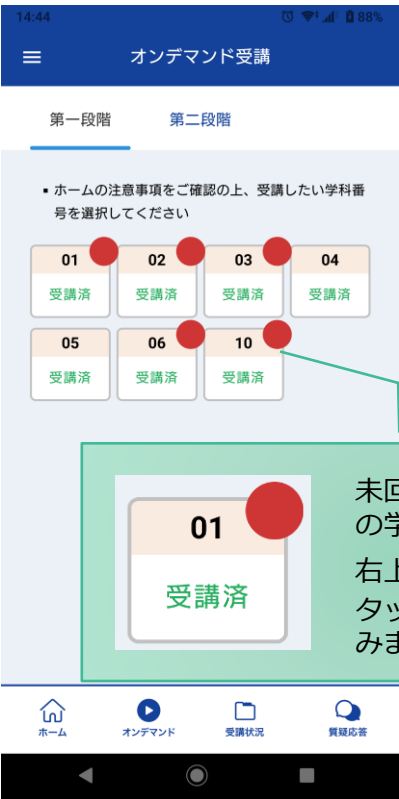 14:44 88%
オンデマンド受講
第一段階 第二段階
▪ ホームの注意事項をご確認の上、受講したい学科番
号を選択してください
01 02 03 04
受講済 受講済 受講済 受講済
05 06 10
受講済 受講済 受講済
未回
の学
01
右上
受講済
タッ
みま
ホーム オンデマンド 受講状況 質疑応答